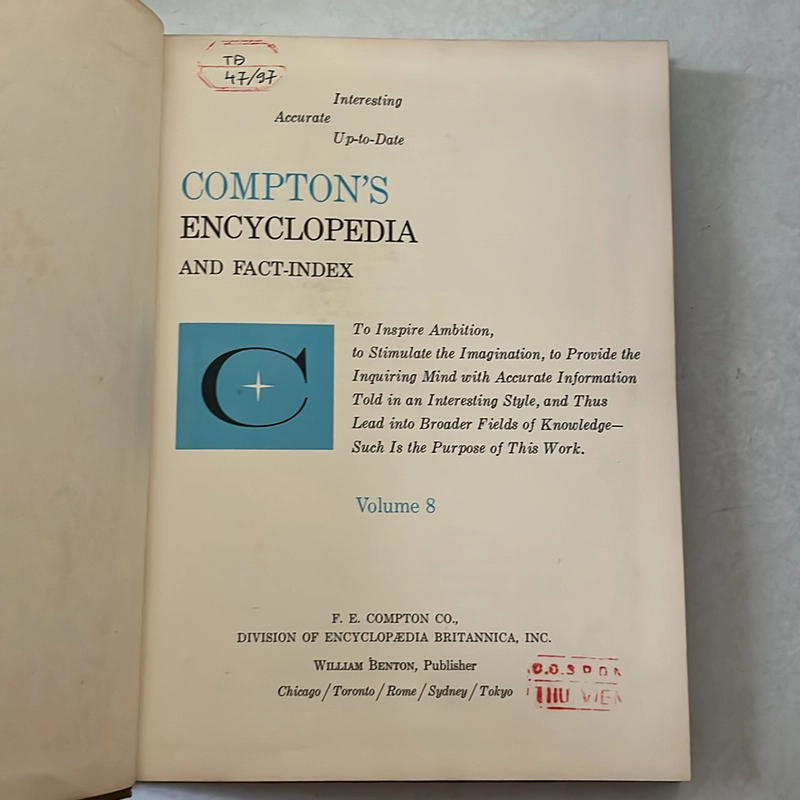 TĐ
47/97
Interesting
Accurate
Up-to-Date
COMPTON'S
ENCYCLOPEDIA
AND FACT-INDEX
C
To Inspire Ambition,
to Stimulate the Imagination, to Provide the
Inquiring Mind with Accurate Information
Told in an Interesting Style, and Thus
Lead into Broader Fields of Knowledge—
Such Is the Purpose of This Work.
Volume 8
F. E. COMPTON CO.,
DIVISION OF ENCYCLOPÆDIA BRITANNICA, INC.
WILLIAM BENTON, Publisher
Chicago / Toronto / Rome / Sydney / Tokyo
THU VIEN